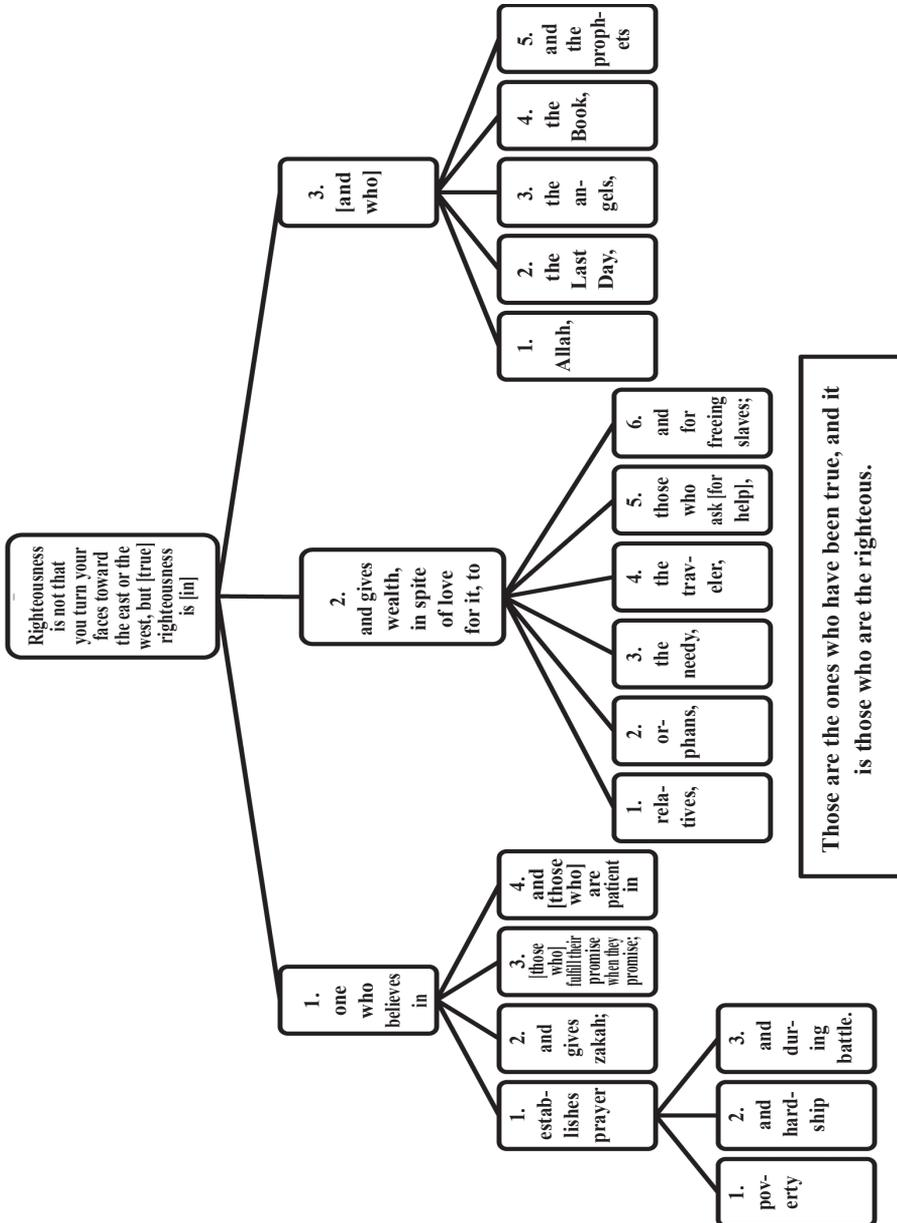 Righteousness
is not that
you turn your
faces toward
the east or the
west, but [true]
righteousness
is [in]
1.
one
who
believes
in
1.
estab-
lishes
prayer
1.
pov-
erty
2.
and
hard-
ship
3.
and
dur-
ing
battle.
2.
and
gives
zakah;
3.
[those
who]
fulfill their
promise
when they
promise;
4.
and
[those
who]
are
patient
in
2.
and gives
wealth,
in spite
of love
for it, to
1.
rela-
tives,
2.
or-
phans,
3.
the
needy,
4.
the
trav-
eler,
5.
those
who
ask [for
help],
6.
and
for
freeing
slaves;
3.
[and
who]
1.
Allah,
2.
the
Last
Day,
3.
the
an-
gels,
4.
the
Book,
5.
and
the
proph-
ets
Those are the ones who have been true, and it
is those who are the righteous.